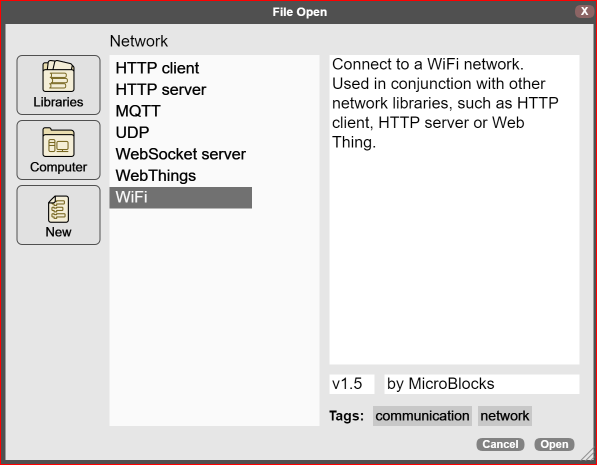 File Open
X
Network
Libraries
Computer
New
HTTP client
HTTP server
MQTT
UDP
WebSocket server
WebThings
WiFi
Connect to a WiFi network.
Used in conjunction with other
network libraries, such as HTTP
client, HTTP server or Web
Thing.
v1.5
by MicroBlocks
Tags: communication network
Cancel
Open